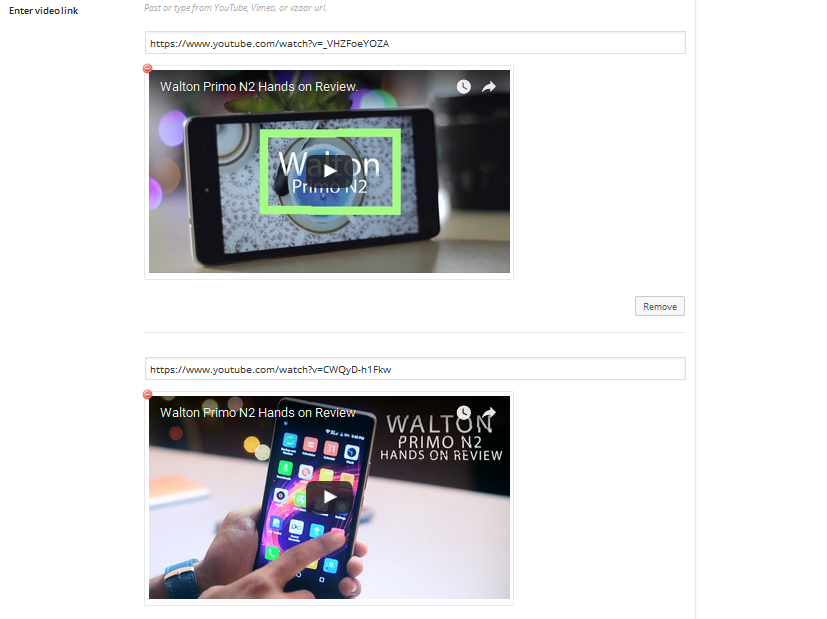 Enter video link
Past or type from YouTube, Vimeo, or vzaar url.
https://www.youtube.com/watch?v=_VHZFoeYOZA
Walton Primo N2 Hands on Review.
Walton
Primo N2
Remove
https://www.youtube.com/watch?v=CWQyD-h1Fkw
Walton Primo N2 Hands on Review
WALTON
PRIMO N2
HANDS ON REVIEW